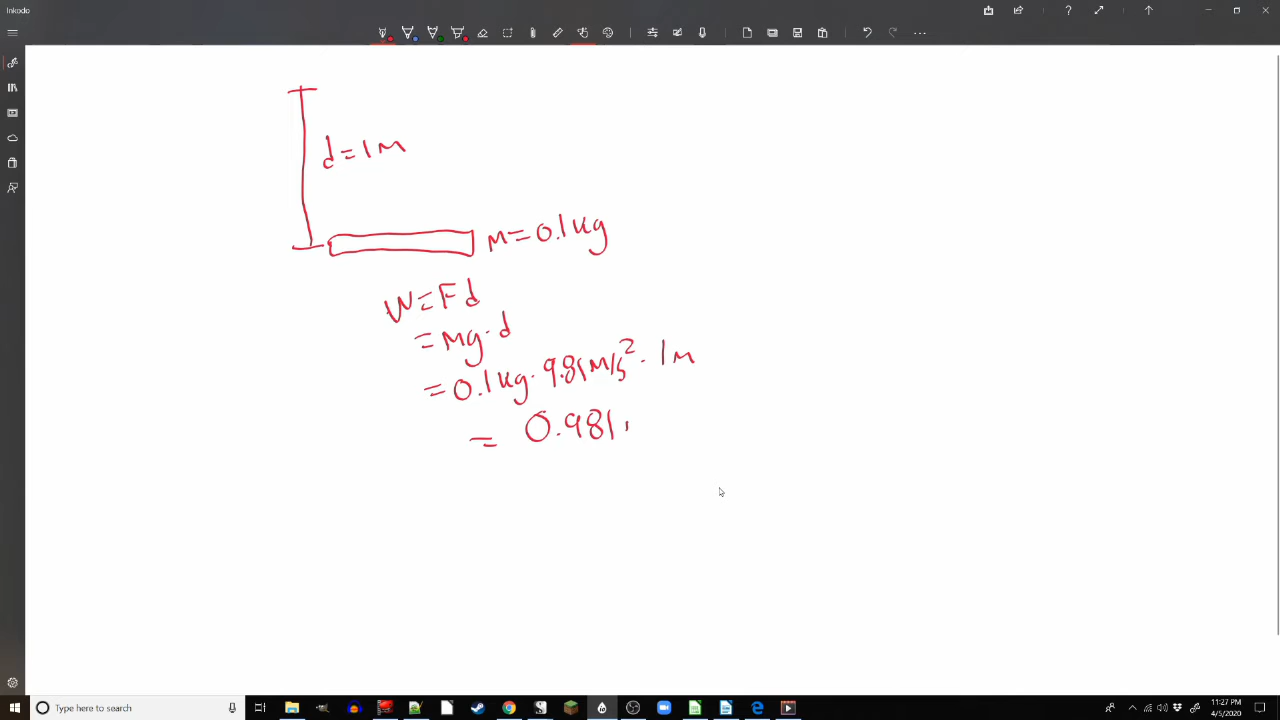 Inkodo
d=1m
m=0.1kg
W=Fd
=mg·d
=0.1kg·9.81m/s²·1m
= 0.981
Type here to search
11:27 PM
4/5/2020